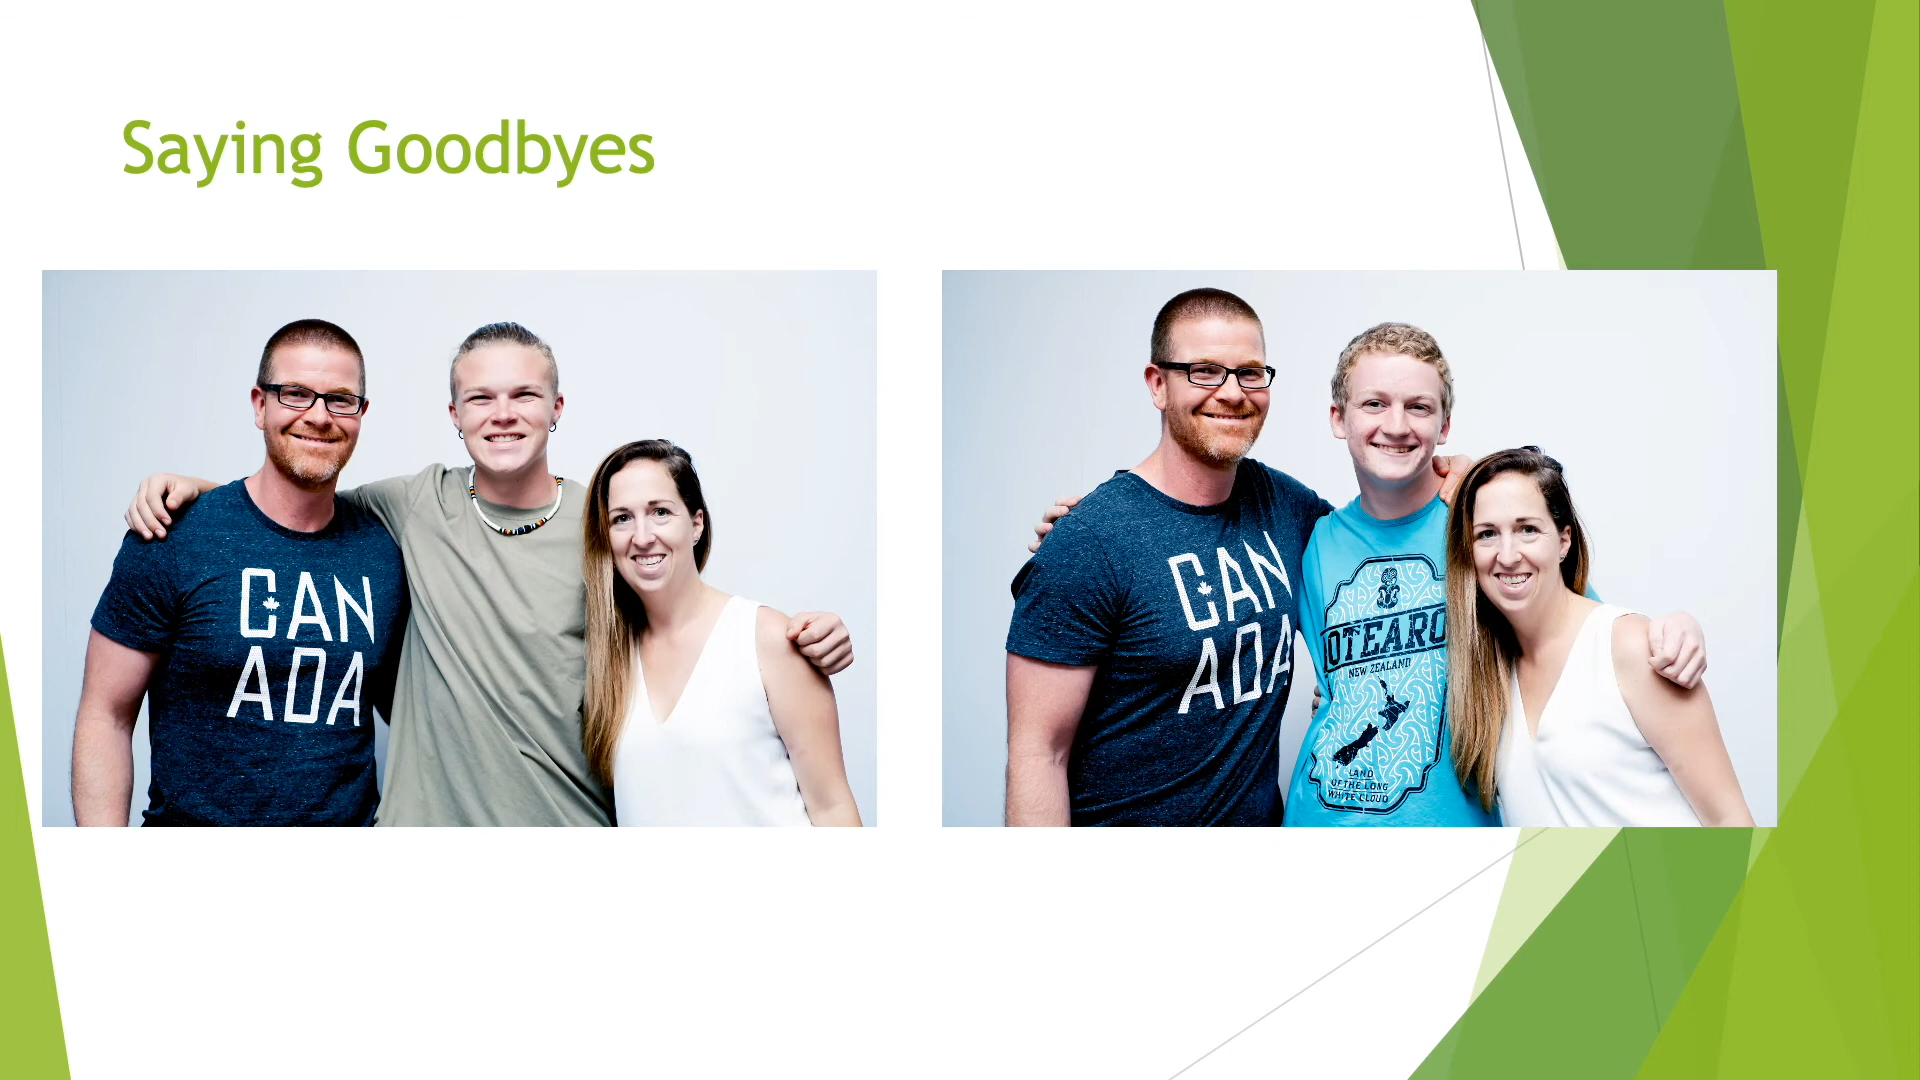 Saying Goodbyes
CAN
ADA
CAN
ADA
OTEARO
NEW ZEALAND
LAND
OF THE LONG
WHITE CLOUD